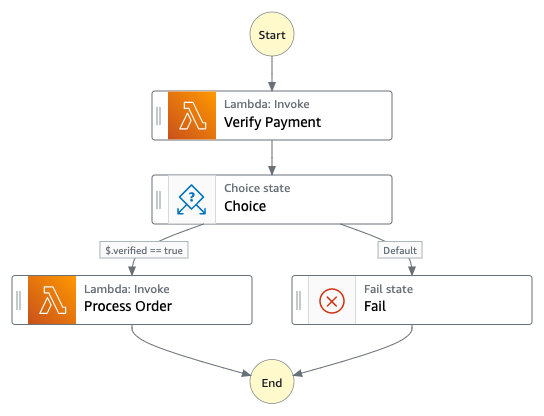 Start
Lambda: Invoke
Verify Payment
Choice state
Choice
$.verified == true
Default
Lambda: Invoke
Process Order
Fail state
Fail
End